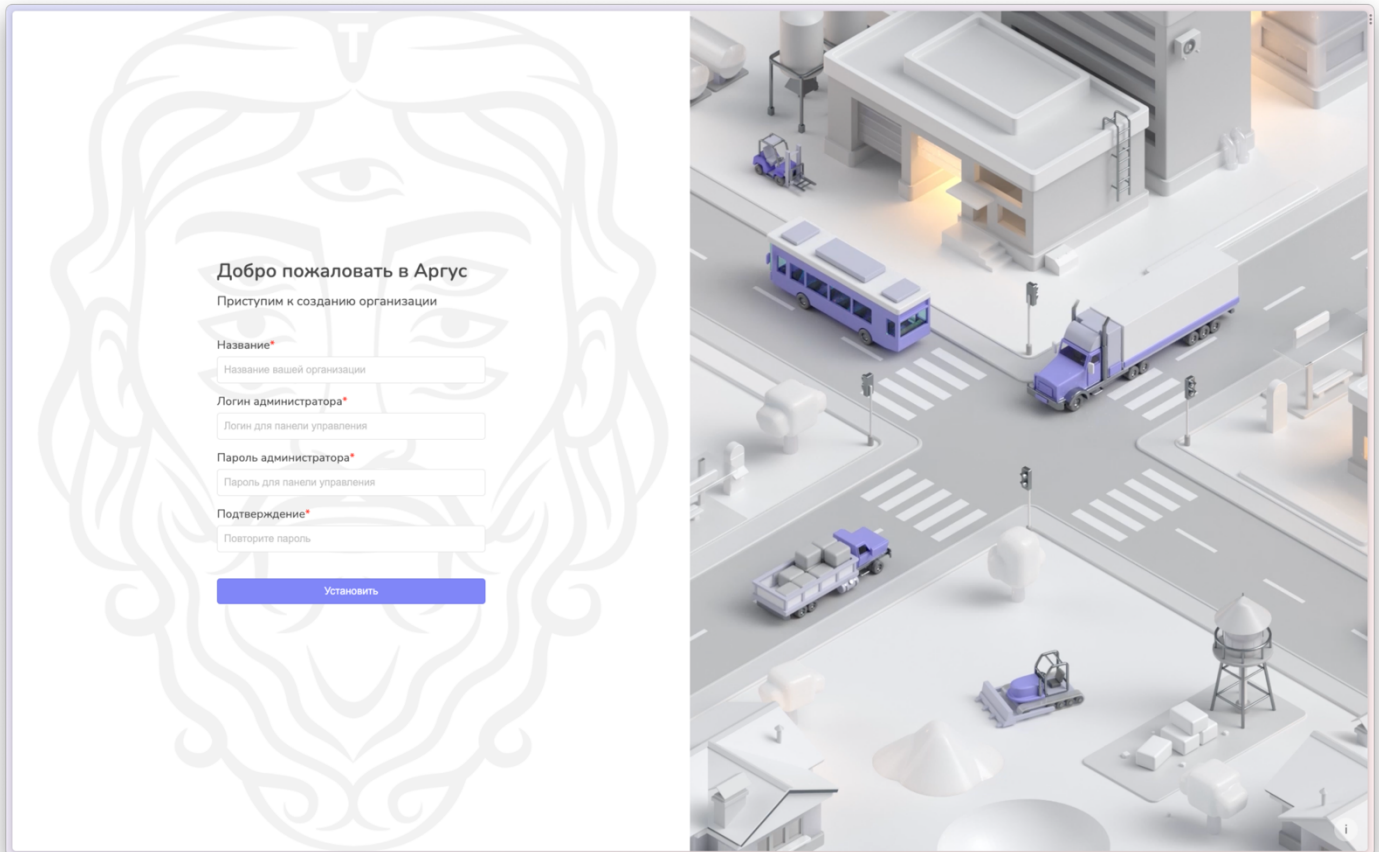 Добро пожаловать в Аргус
Приступим к созданию организации
Название*
Название вашей организации
Логин администратора*
Логин для панели управления
Пароль администратора*
Пароль для панели управления
Подтверждение*
Повторите пароль
Установить
i